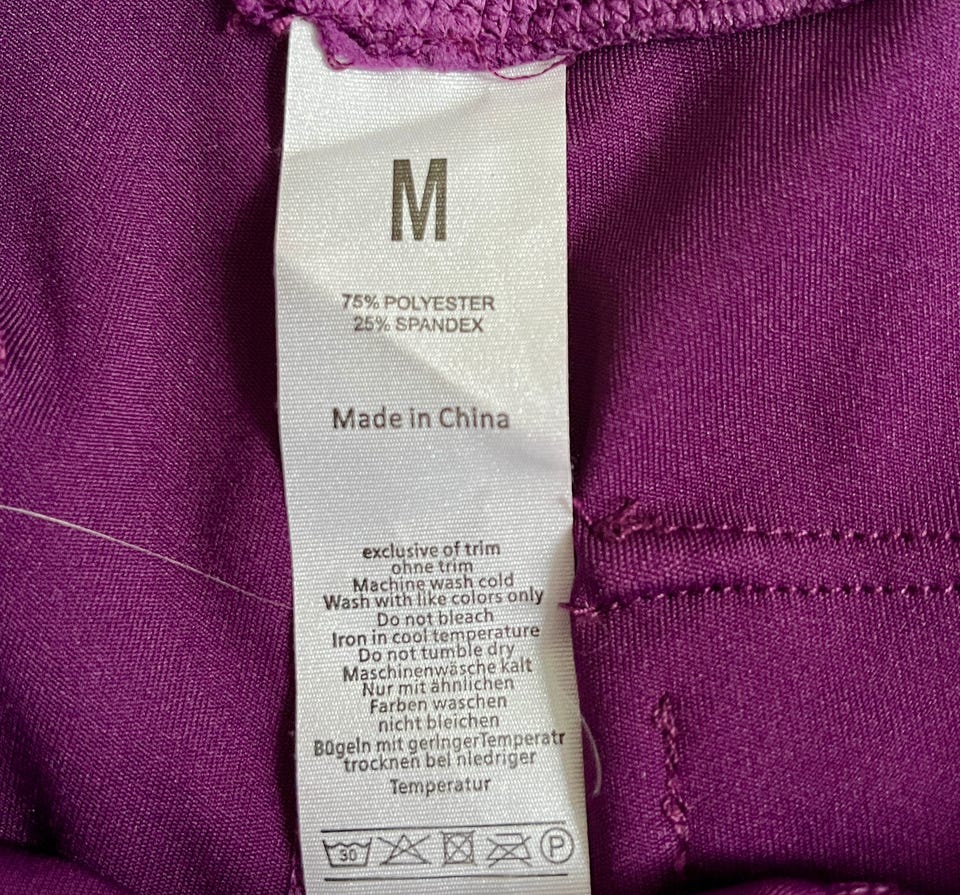 M
75% POLYESTER
25% SPANDEX
Made in China
exclusive of trim
ohne trim
Machine wash cold
Wash with like colors only
Do not bleach
Iron in cool temperature
Do not tumble dry
Maschinenwäsche kalt
Nur mit ähnlichen
Farben waschen
nicht bleichen
Bügeln mit geringerTemperatr
trocknen bei niedriger
Temperatur
30 P